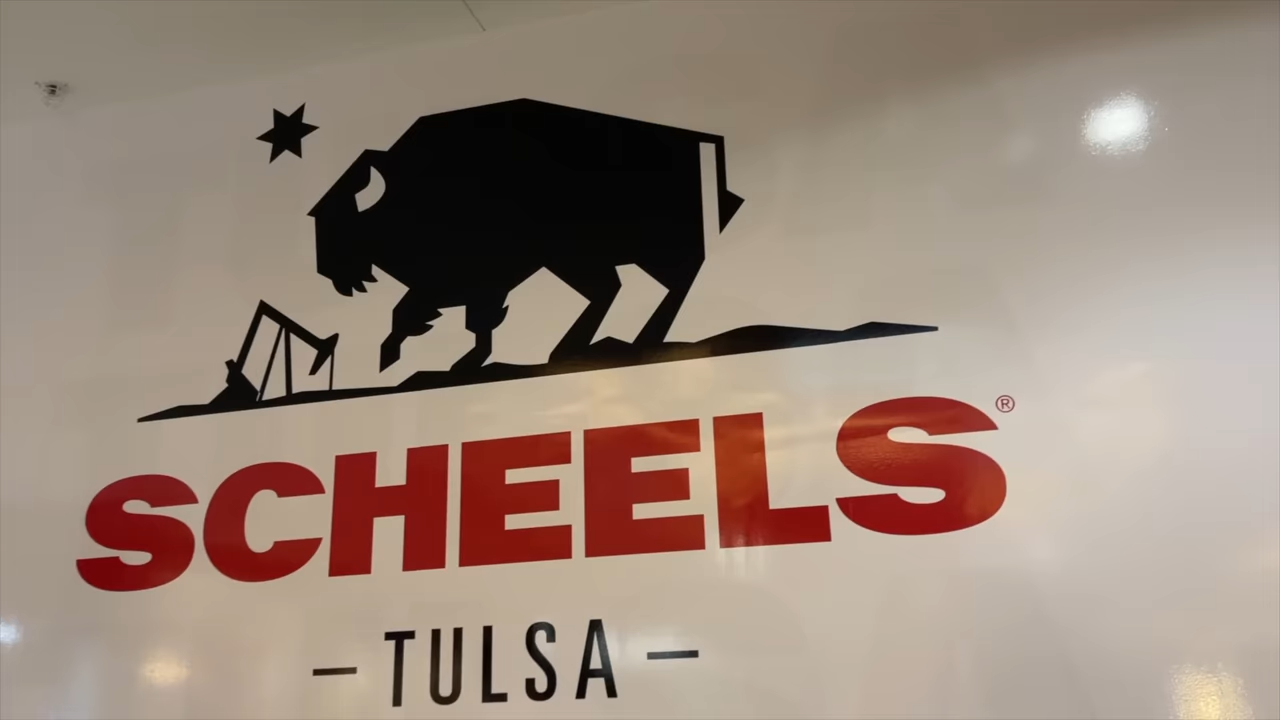 SCHEELS®
— TULSA —